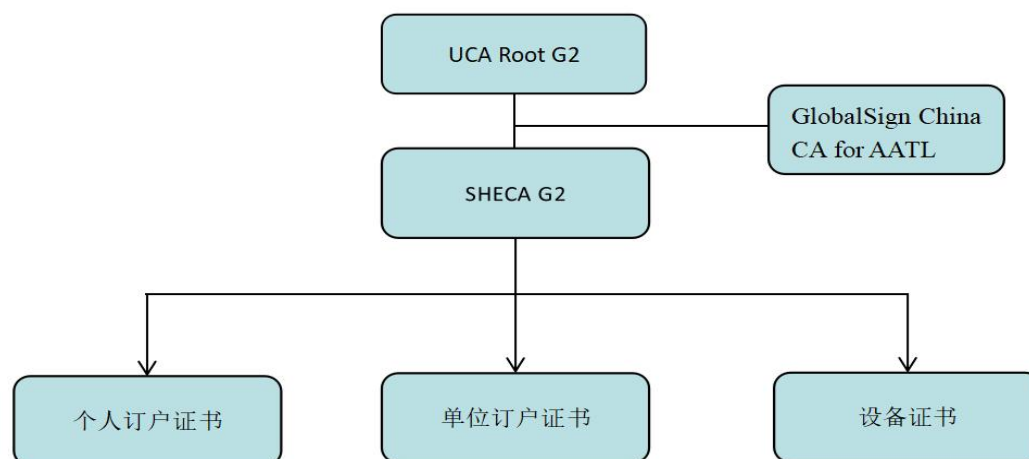 UCA Root G2
GlobalSign China
CA for AATL
SHECA G2
个人订户证书
单位订户证书
设备证书